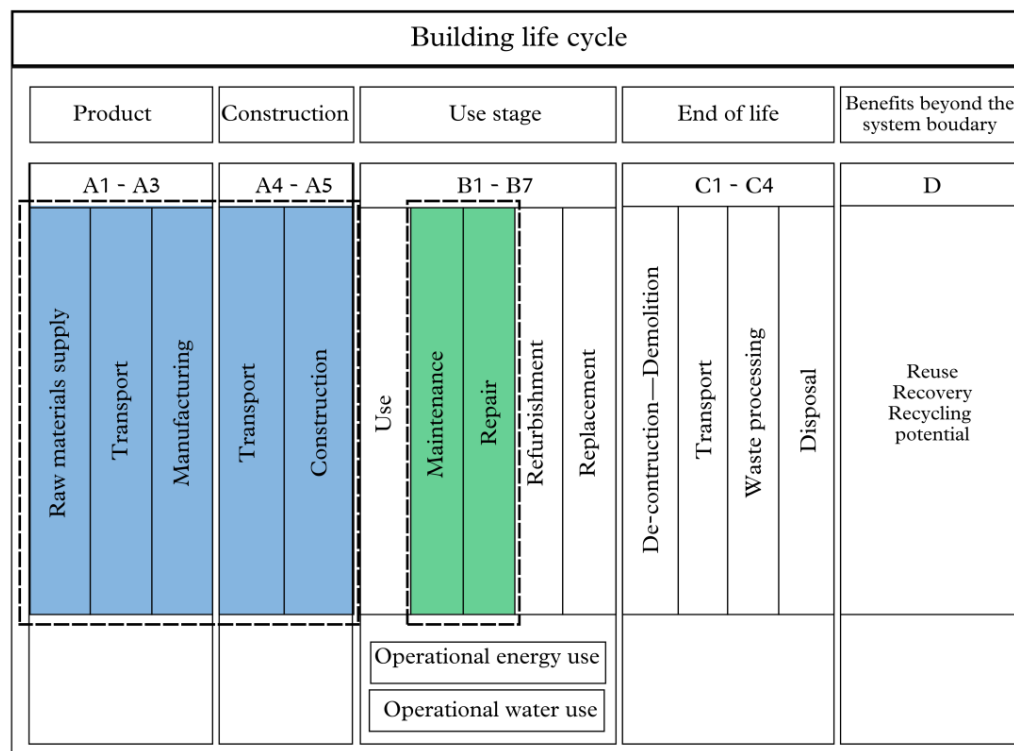 Building life cycle
Product
Construction
Use stage
End of life
Benefits beyond the
system boudary
A1 - A3
A4 - A5
B1 - B7
C1 - C4
D
Raw materials supply
Transport
Manufacturing
Transport
Construction
Use
Maintenance
Repair
Refurbishment
Replacement
De-contruction—Demolition
Transport
Waste processing
Disposal
Reuse
Recovery
Recycling
potential
Operational energy use
Operational water use